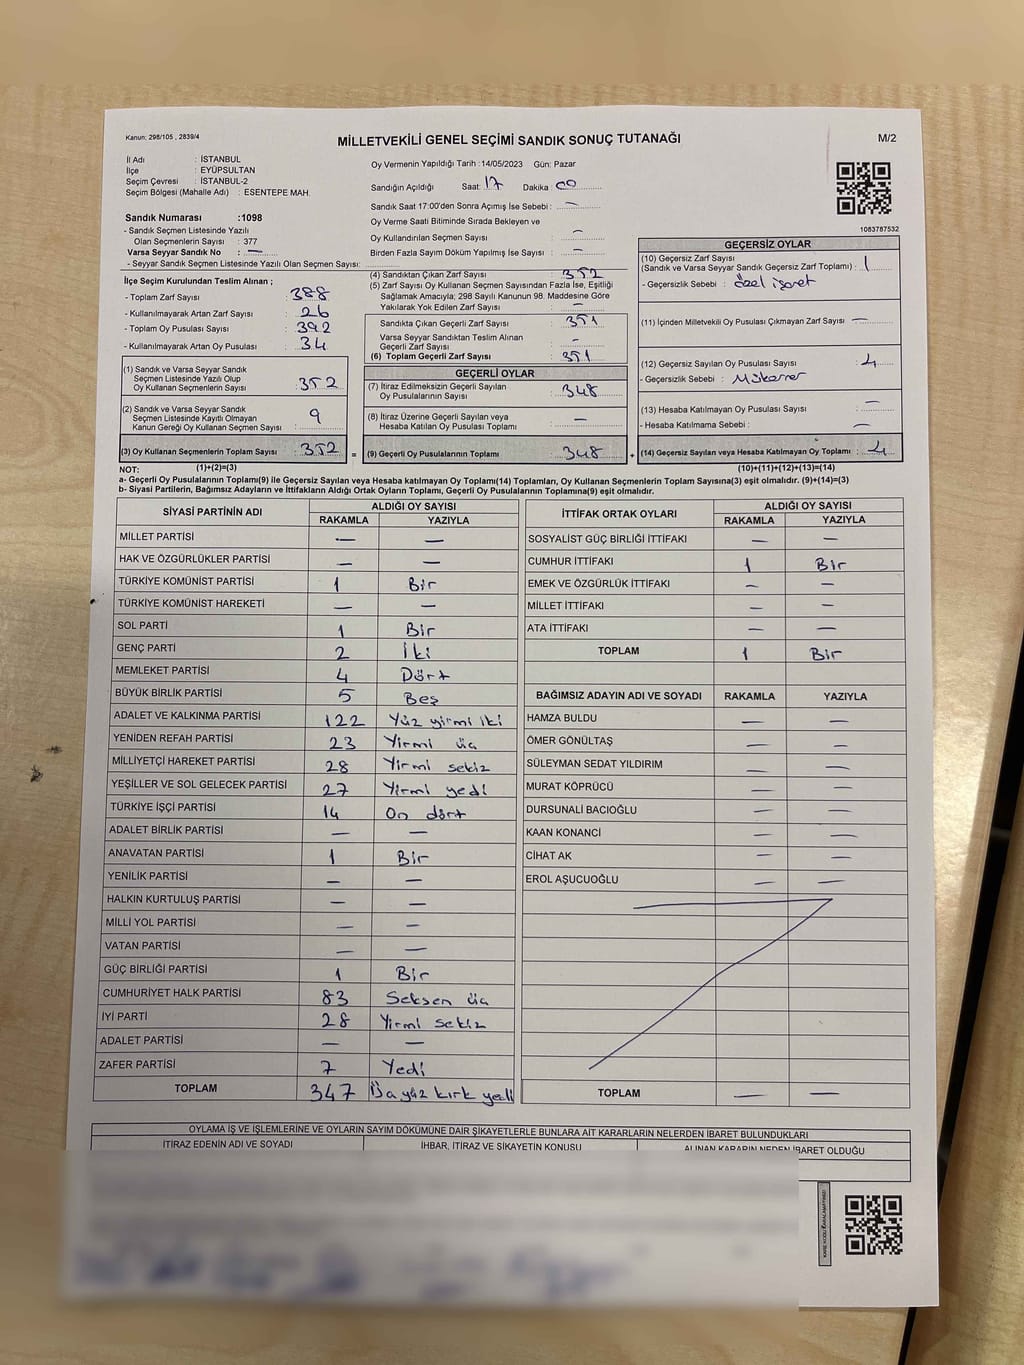 Kanun: 298/105 , 2839/4
MİLLETVEKİLİ GENEL SEÇİMİ SANDIK SONUÇ TUTANAĞI
M/2
İl Adı : İSTANBUL
İlçe : EYÜPSULTAN
Seçim Çevresi : İSTANBUL-2
Seçim Bölgesi (Mahalle Adı) : ESENTEPE MAH.
Oy Vermenin Yapıldığı Tarih :14/05/2023 Gün: Pazar
Sandığın Açıldığı Saat: 17 Dakika 00
Sandık Saat 17:00'den Sonra Açımış İse Sebebi : —
Oy Verme Saati Bitiminde Sırada Bekleyen ve
Oy Kullandırılan Seçmen Sayısı : —
Birden Fazla Sayım Döküm Yapılmış İse Sayısı : —
1083787532
Sandık Numarası :1098
- Sandık Seçmen Listesinde Yazılı
Olan Seçmenlerin Sayısı : 377
Varsa Seyyar Sandık No : —
- Seyyar Sandık Seçmen Listesinde Yazılı Olan Seçmen Sayısı:
İlçe Seçim Kurulundan Teslim Alınan ;
- Toplam Zarf Sayısı : 388
- Kullanılmayarak Artan Zarf Sayısı : 26
- Toplam Oy Pusulası Sayısı : 392
- Kullanılmayarak Artan Oy Pusulası : 34
(1) Sandık ve Varsa Seyyar Sandık
Seçmen Listesinde Yazılı Olup
Oy Kullanan Seçmenlerin Sayısı : 352
(2) Sandık ve Varsa Seyyar Sandık
Seçmen Listesinde Kayıtlı Olmayan
Kanun Gereği Oy Kullanan Seçmen Sayısı : 9
(3) Oy Kullanan Seçmenlerin Toplam Sayısı : 352
(4) Sandıktan Çıkan Zarf Sayısı : 352
(5) Zarf Sayısı Oy Kullanan Seçmen Sayısından Fazla İse, Eşitliği
Sağlamak Amacıyla; 298 Sayılı Kanunun 98. Maddesine Göre
Yakılarak Yok Edilen Zarf Sayısı : —
Sandıkta Çıkan Geçerli Zarf Sayısı : 351
Varsa Seyyar Sandıktan Teslim Alınan
Geçerli Zarf Sayısı : -
(6) Toplam Geçerli Zarf Sayısı : 351
GEÇERLİ OYLAR
(7) İtiraz Edilmeksizin Geçerli Sayılan
Oy Pusulalarının Sayısı : 348
(8) İtiraz Üzerine Geçerli Sayılan veya
Hesaba Katılan Oy Pusulası Toplamı : —
= (9) Geçerli Oy Pusulalarının Toplamı : 348
GEÇERSİZ OYLAR
(10) Geçersiz Zarf Sayısı
(Sandık ve Varsa Seyyar Sandık Geçersiz Zarf Toplamı) : 1
- Geçersizlik Sebebi : özel işaret
(11) İçinden Milletvekili Oy Pusulası Çıkmayan Zarf Sayısı : —
(12) Geçersiz Sayılan Oy Pusulası Sayısı : 4
- Geçersizlik Sebebi : Mükerrer
(13) Hesaba Katılmayan Oy Pusulası Sayısı : —
- Hesaba Katılmama Sebebi : —
+ (14) Geçersiz Sayılan veya Hesaba Katılmayan Oy Toplamı : 4
NOT: (1)+(2)=(3) (10)+(11)+(12)+(13)=(14)
a- Geçerli Oy Pusulalarının Toplamı(9) ile Geçersiz Sayılan veya Hesaba katılmayan Oy Toplamı(14) Toplamları, Oy Kullanan Seçmenlerin Toplam Sayısına(3) eşit olmalıdır. (9)+(14)=(3)
b- Siyasi Partilerin, Bağımsız Adayların ve İttifakların Aldığı Ortak Oyların Toplamı, Geçerli Oy Pusulalarının Toplamına(9) eşit olmalıdır.
SİYASİ PARTİNİN ADI ALDIĞI OY SAYISI
RAKAMLA YAZIYLA
MİLLET PARTİSİ — —
HAK VE ÖZGÜRLÜKLER PARTİSİ — —
TÜRKİYE KOMÜNİST PARTİSİ 1 Bir
TÜRKİYE KOMÜNİST HAREKETİ — —
SOL PARTİ 1 Bir
GENÇ PARTİ 2 İki
MEMLEKET PARTİSİ 4 Dört
BÜYÜK BİRLİK PARTİSİ 5 Beş
ADALET VE KALKINMA PARTİSİ 122 Yüz yirmi iki
YENİDEN REFAH PARTİSİ 23 Yirmi üç
MİLLİYETÇİ HAREKET PARTİSİ 28 Yirmi sekiz
YEŞİLLER VE SOL GELECEK PARTİSİ 27 Yirmi yedi
TÜRKİYE İŞÇİ PARTİSİ 14 On dört
ADALET BİRLİK PARTİSİ — —
ANAVATAN PARTİSİ 1 Bir
YENİLİK PARTİSİ — —
HALKIN KURTULUŞ PARTİSİ — —
MİLLİ YOL PARTİSİ — —
VATAN PARTİSİ — —
GÜÇ BİRLİĞİ PARTİSİ 1 Bir
CUMHURİYET HALK PARTİSİ 83 Seksen üç
İYİ PARTİ 28 Yirmi sekiz
ADALET PARTİSİ — —
ZAFER PARTİSİ 7 Yedi
TOPLAM 347 Üç yüz kırk yedi
İTTİFAK ORTAK OYLARI ALDIĞI OY SAYISI
RAKAMLA YAZIYLA
SOSYALİST GÜÇ BİRLİĞİ İTTİFAKI — —
CUMHUR İTTİFAKI 1 Bir
EMEK VE ÖZGÜRLÜK İTTİFAKI — —
MİLLET İTTİFAKI — —
ATA İTTİFAKI — —
TOPLAM 1 Bir
BAĞIMSIZ ADAYIN ADI VE SOYADI RAKAMLA YAZIYLA
HAMZA BULDU — —
ÖMER GÖNÜLTAŞ — —
SÜLEYMAN SEDAT YILDIRIM — —
MURAT KÖPRÜCÜ — —
DURSUNALİ BACIOĞLU — —
KAAN KONANCİ — —
CİHAT AK — —
EROL AŞUCUOĞLU — —
TOPLAM — —
OYLAMA İŞ VE İŞLEMLERİNE VE OYLARIN SAYIM DÖKÜMÜNE DAİR ŞİKAYETLERLE BUNLARA AİT KARARLARIN NELERDEN İBARET BULUNDUKLARI
İTİRAZ EDENİN ADI VE SOYADI İHBAR, İTİRAZ VE ŞİKAYETİN KONUSU ALINAN KARARIN NEDEN İBARET OLDUĞU